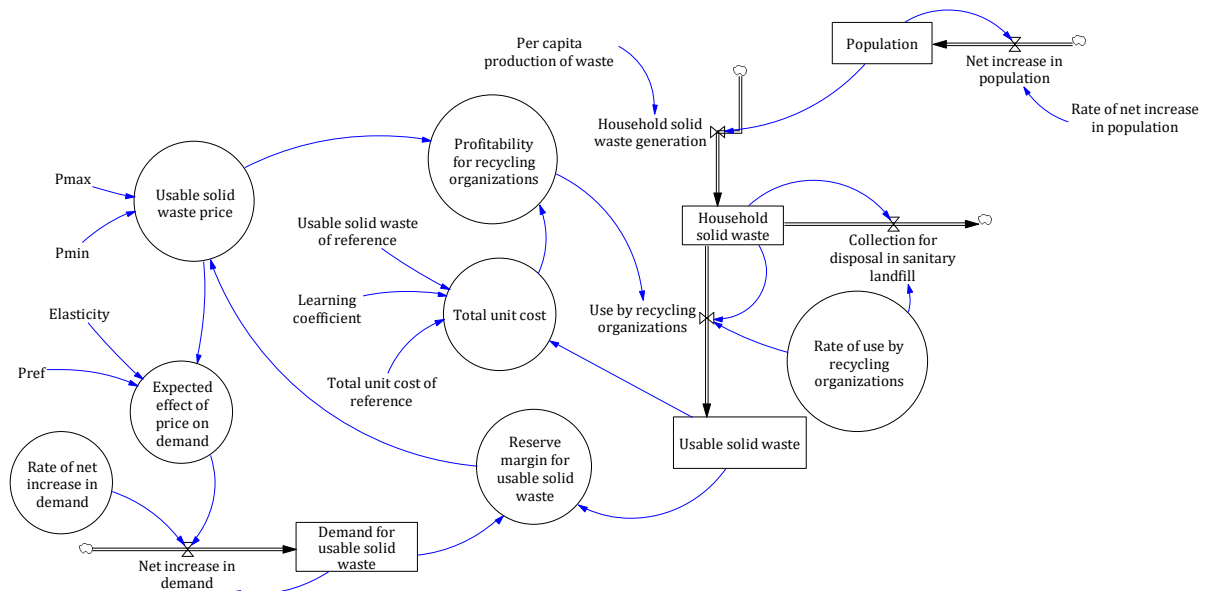 Population
Net increase in
population
Rate of net increase
in population
Per capita
production of waste
Household solid
waste generation
Profitability
for recycling
organizations
Pmax
Usable solid
waste price
Pmin
Usable solid waste
of reference
Household
solid waste
Collection for
disposal in sanitary
landfill
Learning
coefficient
Total unit cost
Use by recycling
organizations
Elasticity
Rate of use by
recycling
organizations
Pref
Total unit cost of
reference
Expected
effect of
price on
demand
Usable solid waste
Reserve
margin for
usable solid
waste
Rate of net
increase in
demand
Demand for
usable solid
waste
Net increase in
demand